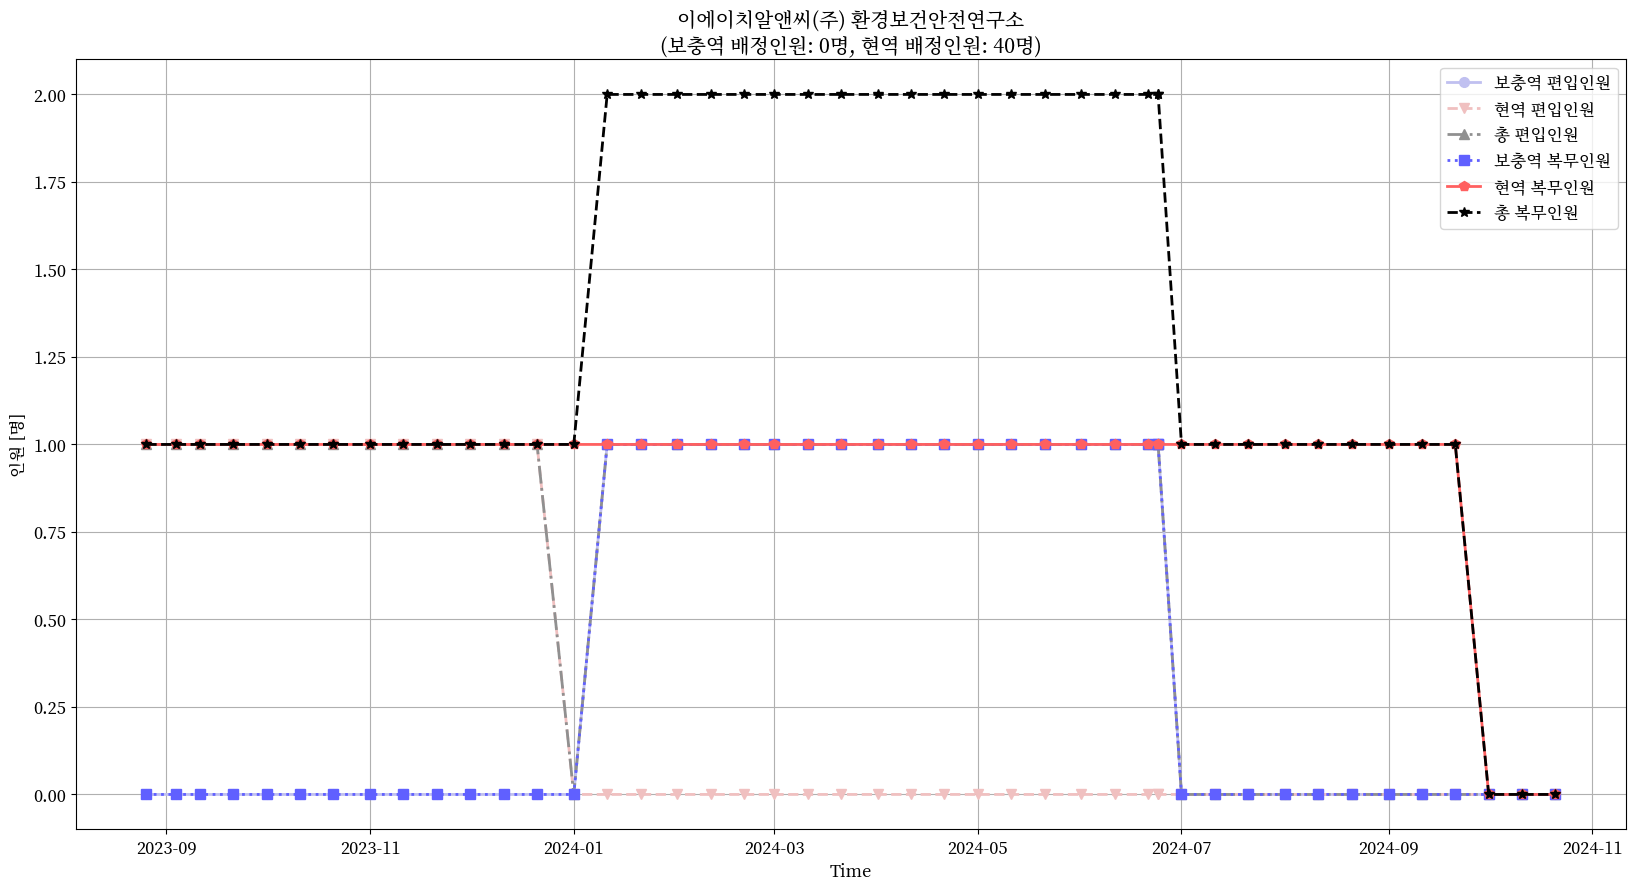 이에이치알앤씨(주) 환경보건안전연구소
(보충역 배정인원: 0명, 현역 배정인원: 40명)
보충역 편입인원
현역 편입인원
총 편입인원
보충역 복무인원
현역 복무인원
총 복무인원
2.00
1.75
1.50
1.25
1.00
0.75
0.50
0.25
0.00
인원 [명]
2023-09
2023-11
2024-01
2024-03
2024-05
2024-07
2024-09
2024-11
Time